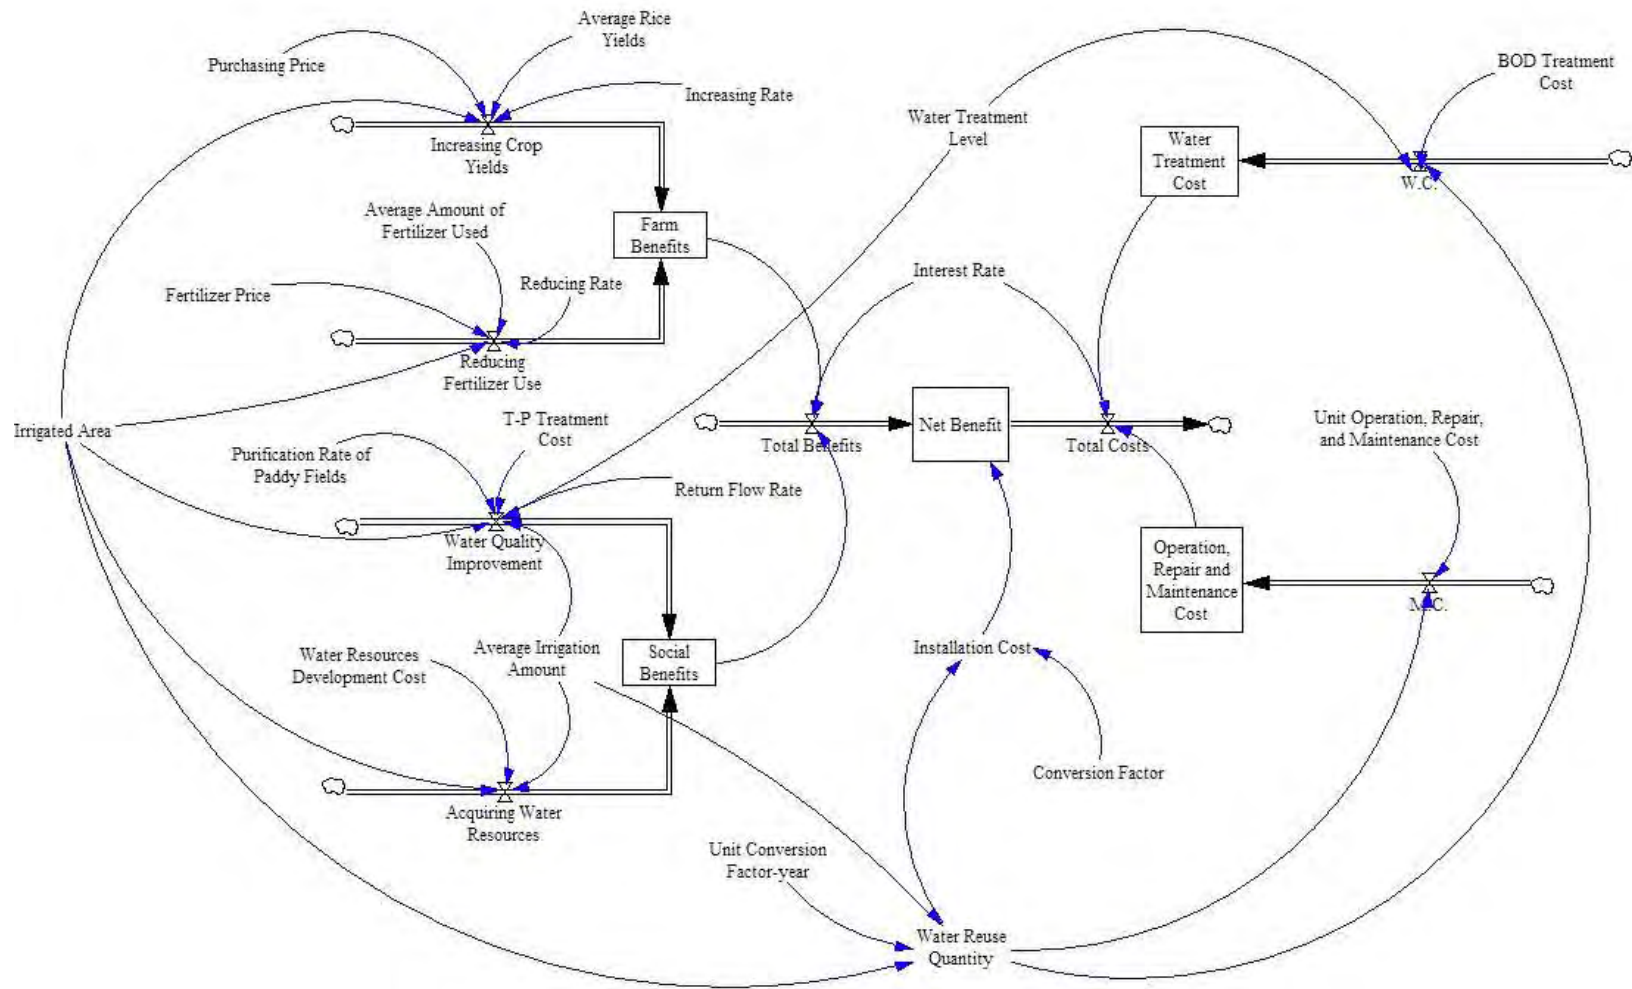 Average Rice
Yields
Purchasing Price
Increasing Rate
BOD Treatment
Cost
Water Treatment
Level
Increasing Crop
Yields
Water
Treatment
Cost
W.C.
Average Amount of
Fertilizer Used
Farm
Benefits
Fertilizer Price
Reducing Rate
Interest Rate
Reducing
Fertilizer Use
Irrigated Area
T-P Treatment
Cost
Total Benefits
Net Benefit
Total Costs
Unit Operation, Repair,
and Maintenance Cost
Purification Rate of
Paddy Fields
Return Flow Rate
Water Quality
Improvement
Operation,
Repair and
Maintenance
Cost
M.C.
Water Resources
Development Cost
Average Irrigation
Amount
Social
Benefits
Installation Cost
Conversion Factor
Acquiring Water
Resources
Unit Conversion
Factor-year
Water Reuse
Quantity